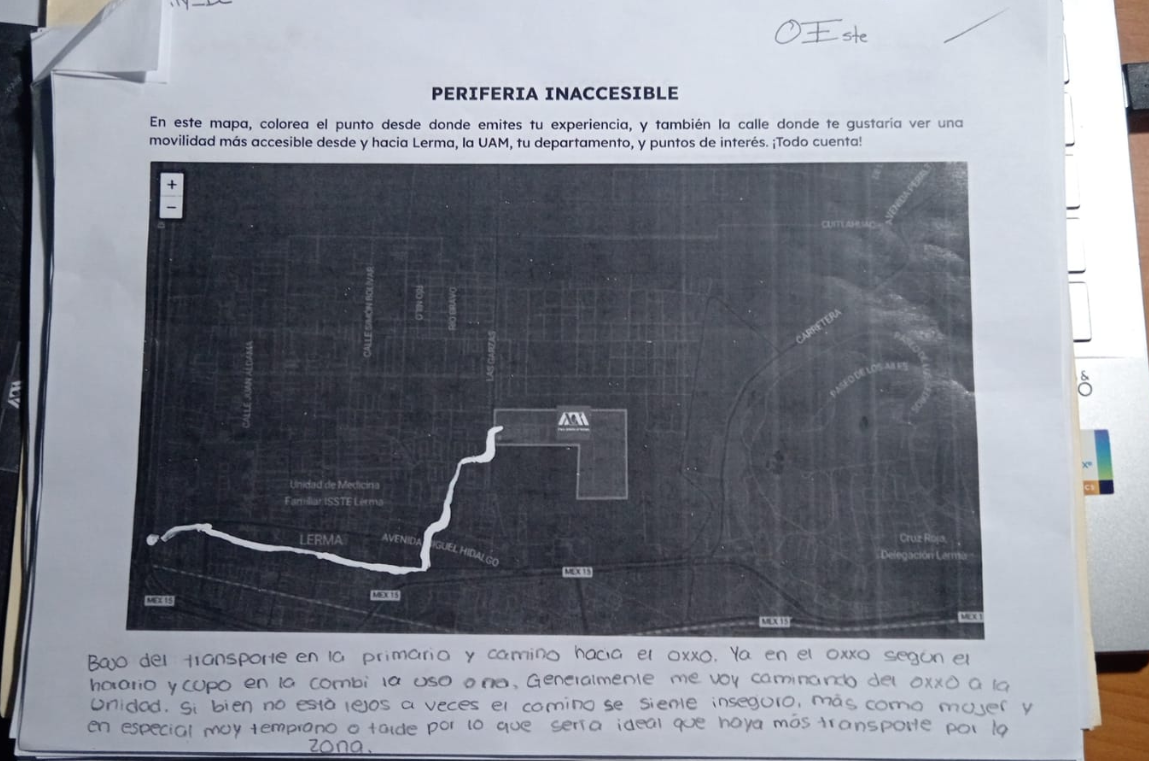 OEste
PERIFERIA INACCESIBLE
En este mapa, colorea el punto desde donde emites tu experiencia, y también la calle donde te gustaría ver una
movilidad más accesible desde y hacia Lerma, la UAM, tu departamento, y puntos de interés. ¡Todo cuenta!
+
−
CUITLAHUAC
CARRETERA
CALLE SIMÓN BOLÍVAR
RÍO NILO
RÍO BRAVO
LAS GARZAS
CALLE JUAN ALDAMA
PASEO DE LOS AILES
Unidad de Medicina
Familiar ISSTE Lerma
LERMA
AVENIDA MIGUEL HIDALGO
Cruz Roja,
Delegación Lerma
MEX 15
MEX 15
MEX 15
MEX 15
MEX 1
Bajo del transporte en la primaria y camino hacia el oxxo. Ya en el oxxo según el
horario y cupo en la combi la uso o no. Generalmente me voy caminando del oxxo a la
Unidad. Si bien no está lejos a veces el camino se siente inseguro, más como mujer y
en especial muy temprano o tarde por lo que sería ideal que haya más transporte por la
zona.